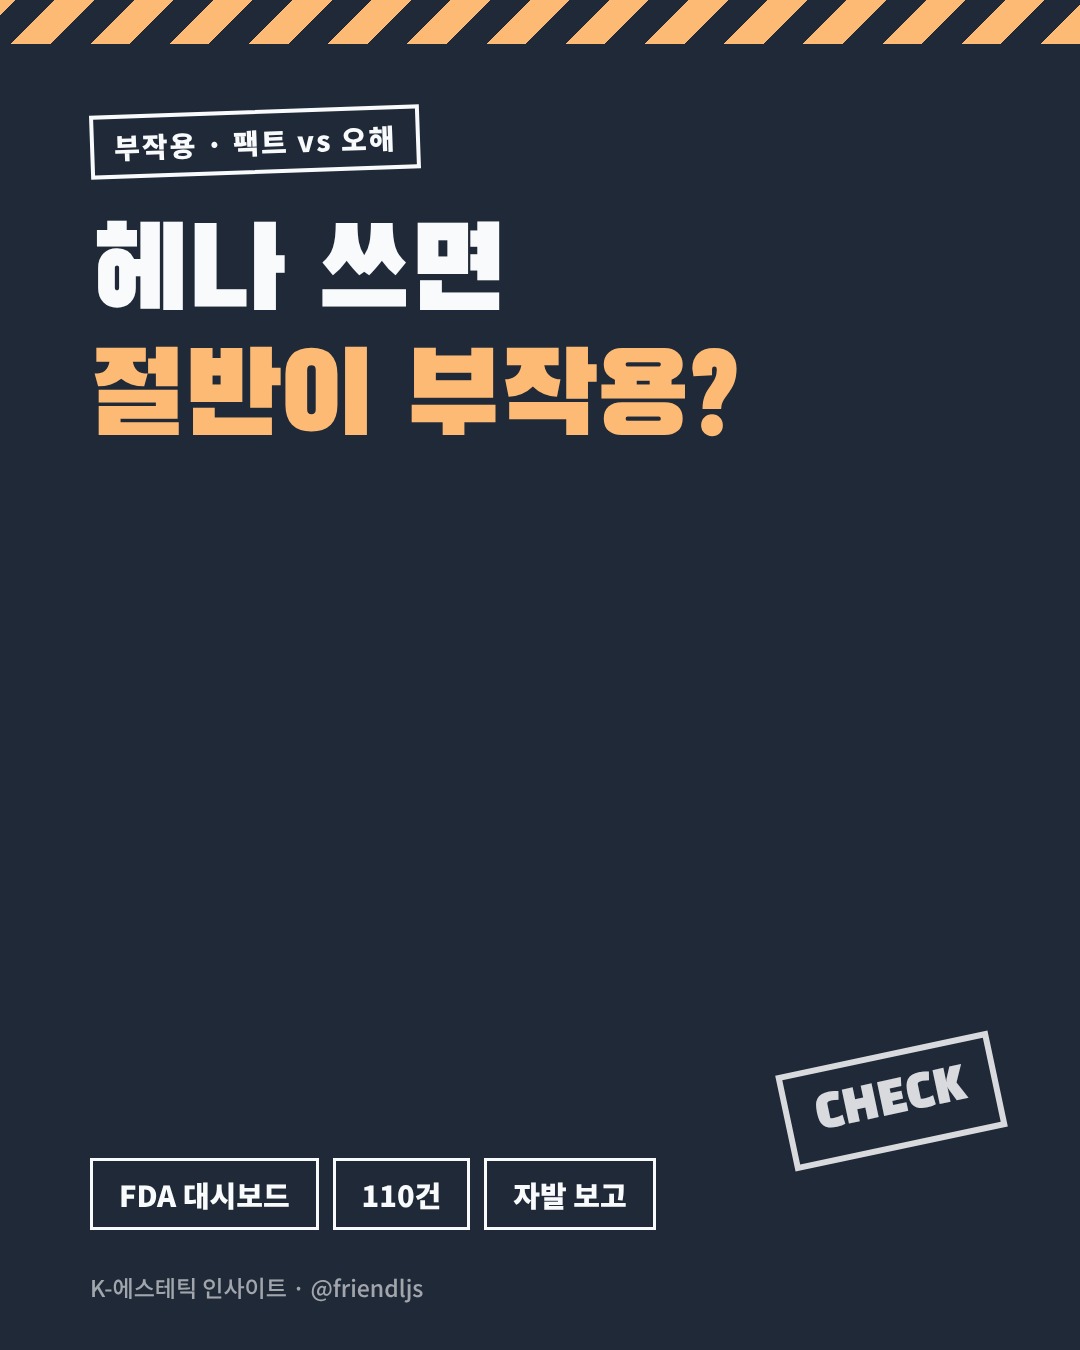 부작용 · 팩트 vs 오해
헤나 쓰면
절반이 부작용?
CHECK
FDA 대시보드
110건
자발 보고
K-에스테틱 인사이트 · @friendljs